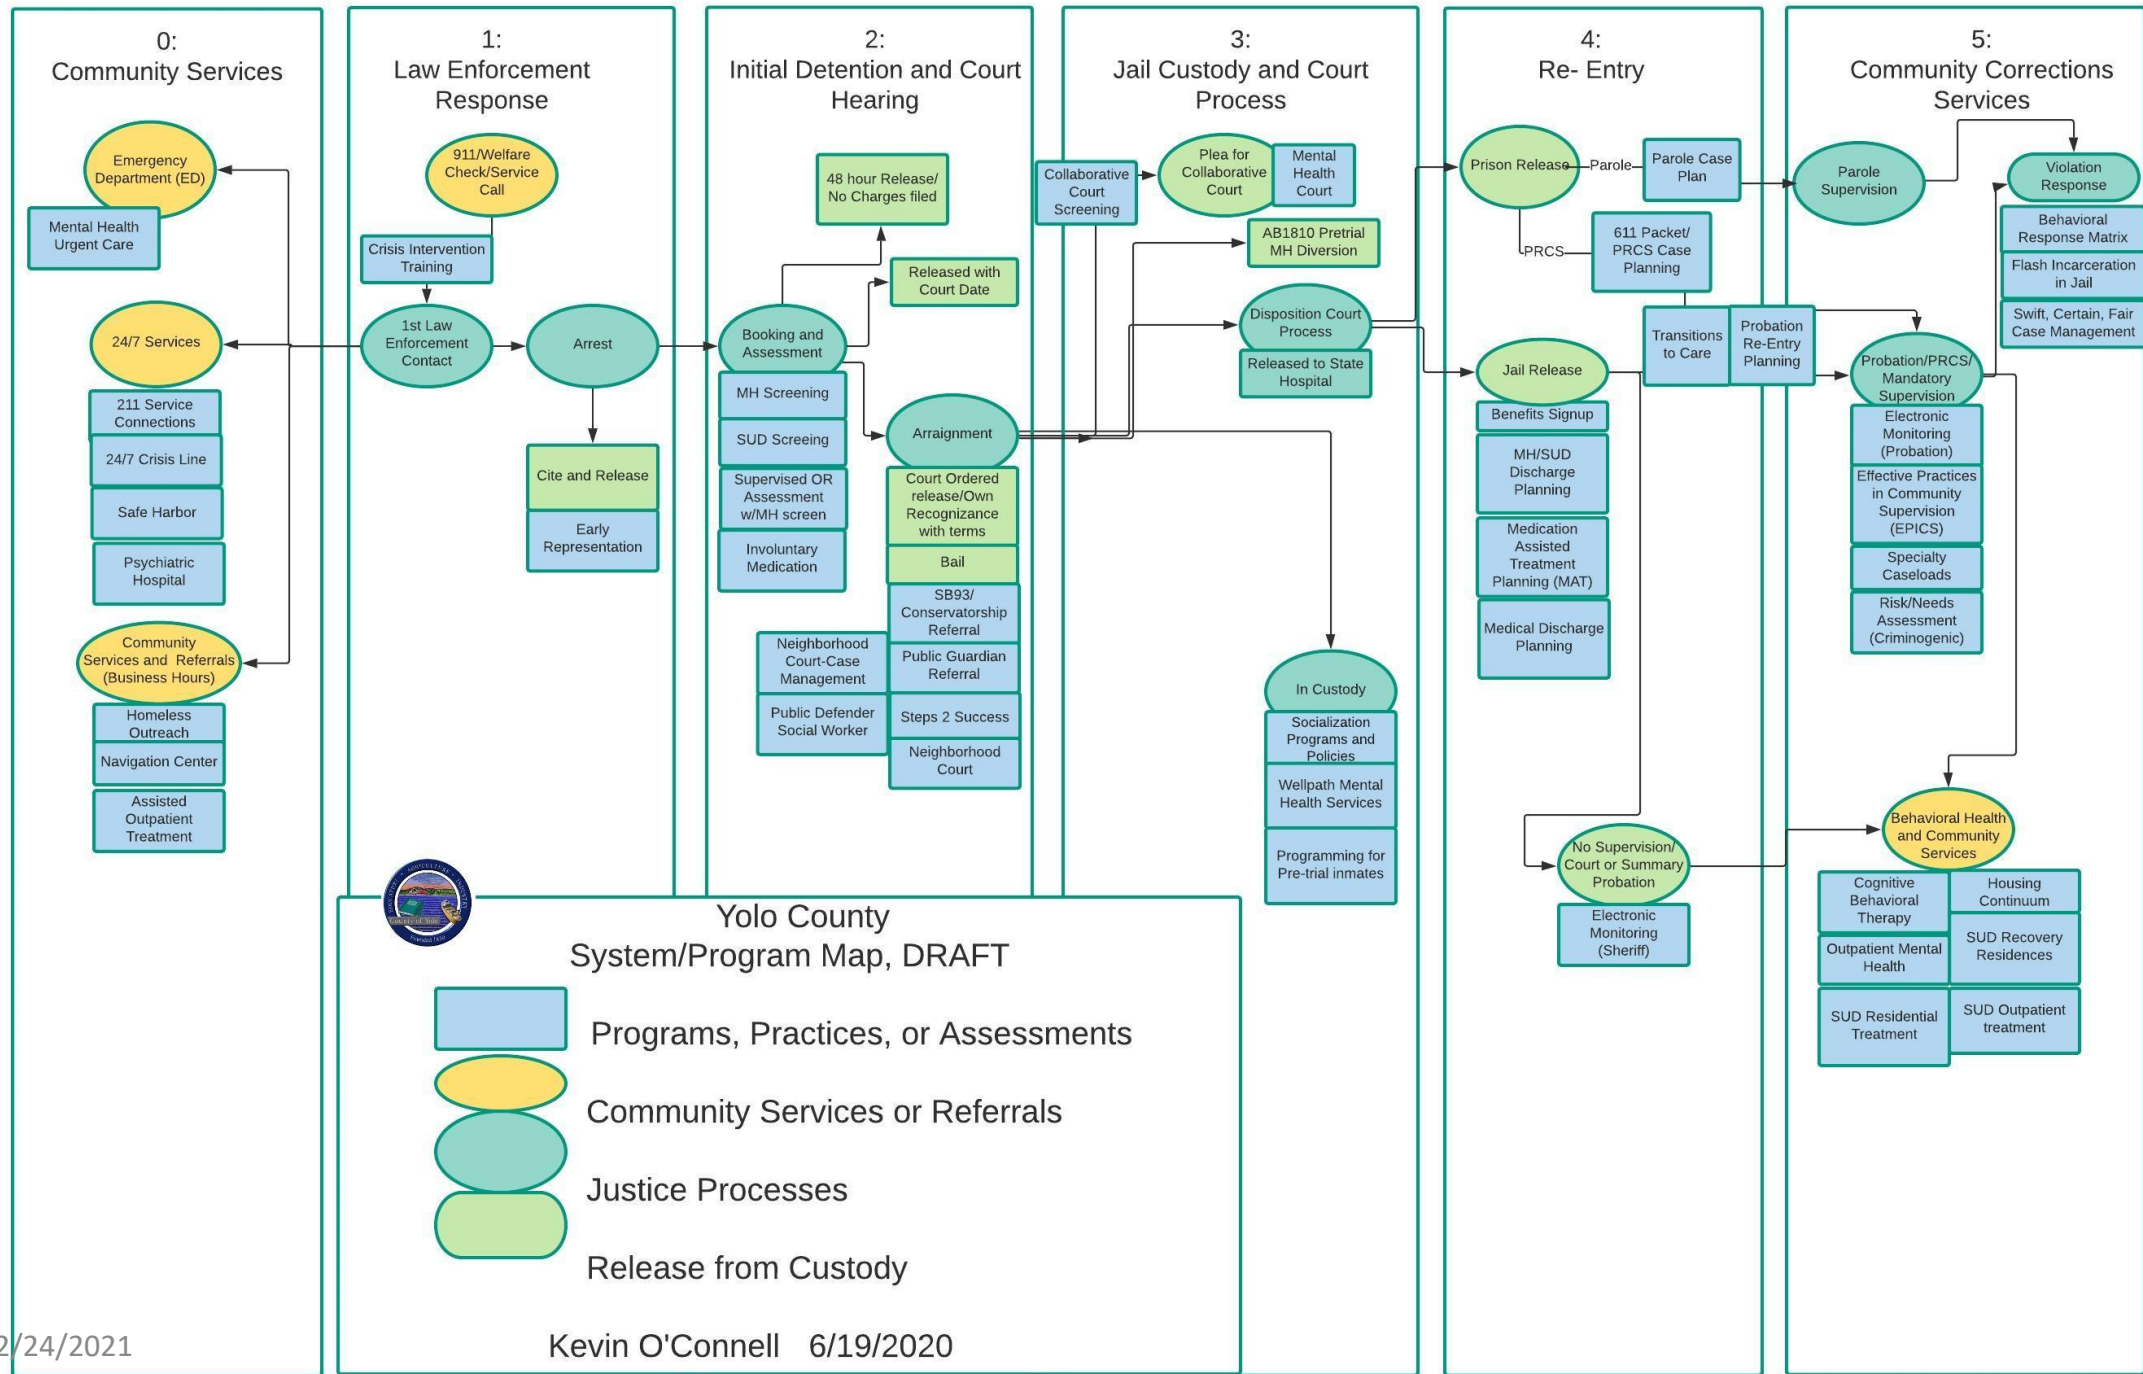 0:
Community Services
Emergency
Department (ED)
Mental Health
Urgent Care
24/7 Services
211 Service
Connections
24/7 Crisis Line
Safe Harbor
Psychiatric
Hospital
Community
Services and Referrals
(Business Hours)
Homeless
Outreach
Navigation Center
Assisted
Outpatient
Treatment
1:
Law Enforcement
Response
911/Welfare
Check/Service
Call
Crisis Intervention
Training
1st Law
Enforcement
Contact
Arrest
Cite and Release
Early
Representation
2:
Initial Detention and Court
Hearing
48 hour Release/
No Charges filed
Released with
Court Date
Booking and
Assessment
MH Screening
SUD Screeing
Supervised OR
Assessment
w/MH screen
Involuntary
Medication
Arraignment
Court Ordered
release/Own
Recognizance
with terms
Bail
SB93/
Conservatorship
Referral
Neighborhood
Court-Case
Management
Public Guardian
Referral
Public Defender
Social Worker
Steps 2 Success
Neighborhood
Court
3:
Jail Custody and Court
Process
Collaborative
Court
Screening
Plea for
Collaborative
Court
Mental
Health
Court
AB1810 Pretrial
MH Diversion
Disposition Court
Process
Released to State
Hospital
In Custody
Socialization
Programs and
Policies
Wellpath Mental
Health Services
Programming for
Pre-trial inmates
4:
Re- Entry
Prison Release
Parole
Parole Case
Plan
PRCS
611 Packet/
PRCS Case
Planning
Transitions
to Care
Probation
Re-Entry
Planning
Jail Release
Benefits Signup
MH/SUD
Discharge
Planning
Medication
Assisted
Treatment
Planning (MAT)
Medical Discharge
Planning
No Supervision/
Court or Summary
Probation
Electronic
Monitoring
(Sheriff)
5:
Community Corrections
Services
Parole
Supervision
Violation
Response
Behavioral
Response Matrix
Flash Incarceration
in Jail
Swift, Certain, Fair
Case Management
Probation/PRCS/
Mandatory
Supervision
Electronic
Monitoring
(Probation)
Effective Practices
in Community
Supervision
(EPICS)
Specialty
Caseloads
Risk/Needs
Assessment
(Criminogenic)
Behavioral Health
and Community
Services
Cognitive
Behavioral
Therapy
Housing
Continuum
Outpatient Mental
Health
SUD Recovery
Residences
SUD Residential
Treatment
SUD Outpatient
treatment
AGRICULTURE
County of Yolo
Founded 1850
Yolo County
System/Program Map, DRAFT
Programs, Practices, or Assessments
Community Services or Referrals
Justice Processes
Release from Custody
Kevin O'Connell 6/19/2020
2/24/2021